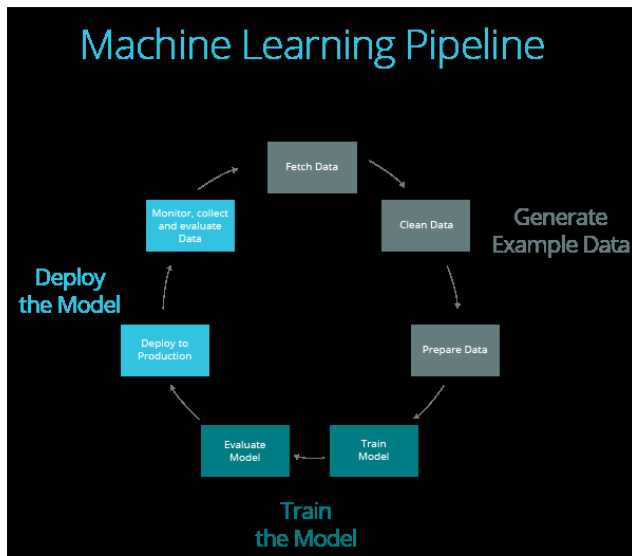 Machine Learning Pipeline
Fetch Data
Clean Data
Generate
Example Data
Prepare Data
Train
Model
Train
the Model
Evaluate
Model
Deploy to
Production
Deploy
the Model
Monitor, collect
and evaluate
Data